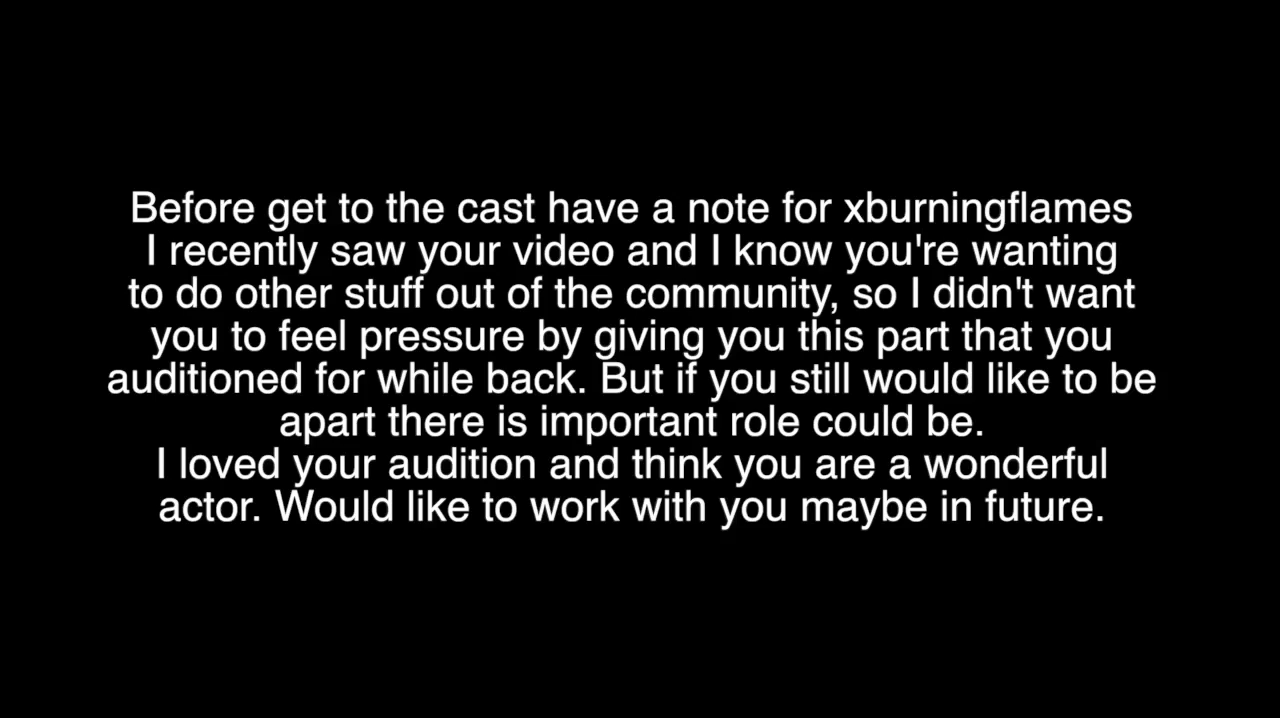 Before get to the cast have a note for xburningflames
I recently saw your video and I know you're wanting
to do other stuff out of the community, so I didn't want
you to feel pressure by giving you this part that you
auditioned for while back. But if you still would like to be
apart there is important role could be.
I loved your audition and think you are a wonderful
actor. Would like to work with you maybe in future.